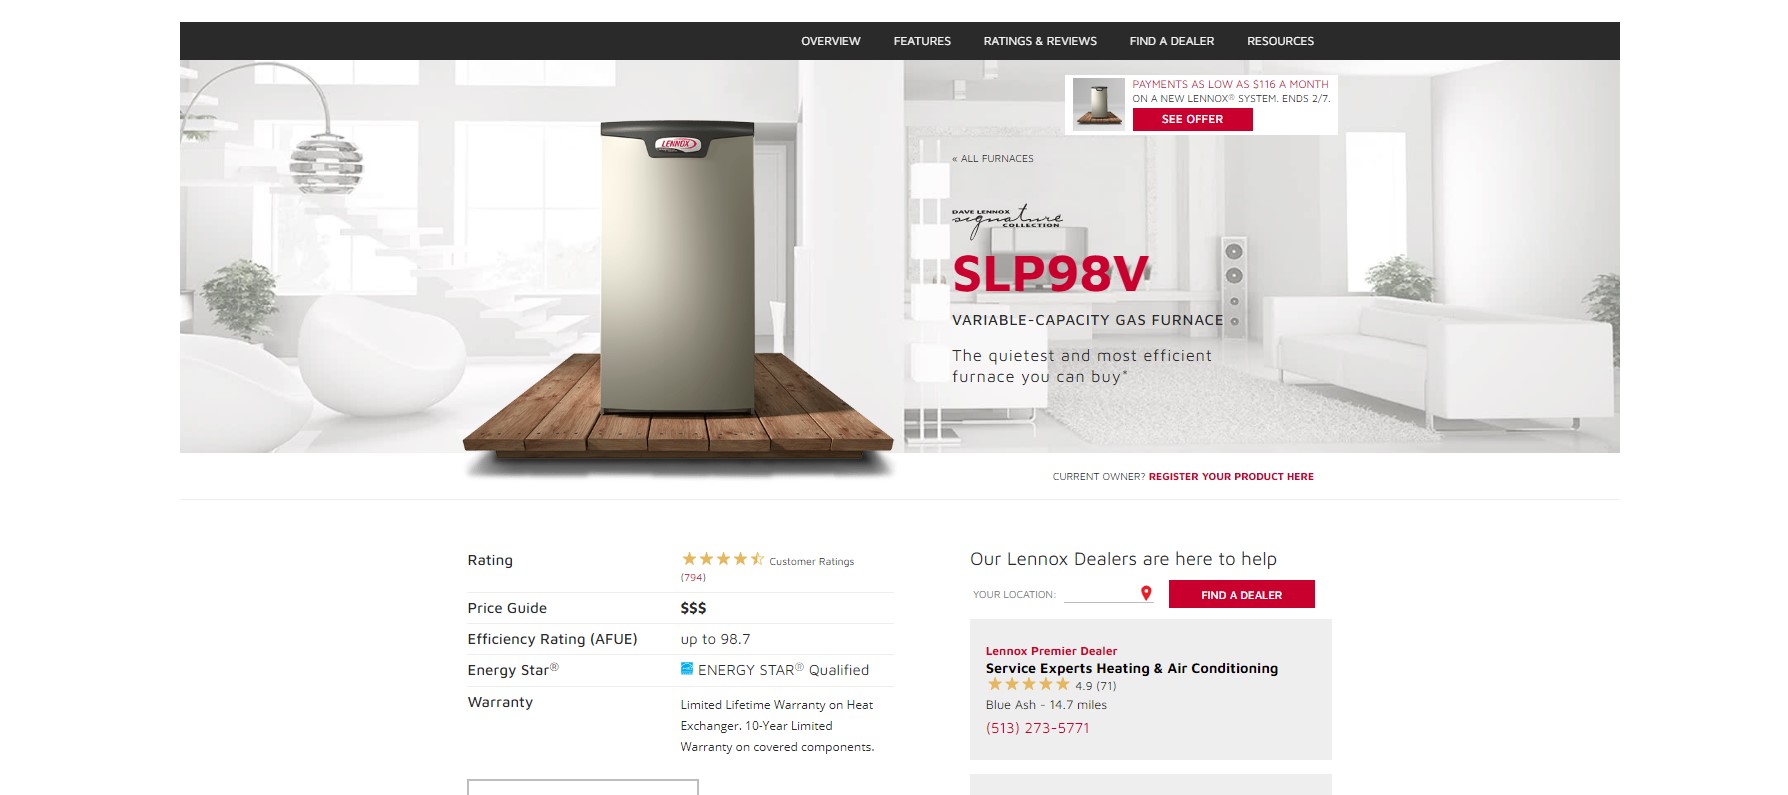 OVERVIEW FEATURES RATINGS & REVIEWS FIND A DEALER RESOURCES
PAYMENTS AS LOW AS $116 A MONTH
ON A NEW LENNOX® SYSTEM. ENDS 2/7.
SEE OFFER
LENNOX
« ALL FURNACES
DAVE LENNOX
signature
COLLECTION
SLP98V
VARIABLE-CAPACITY GAS FURNACE
The quietest and most efficient
furnace you can buy*
CURRENT OWNER? REGISTER YOUR PRODUCT HERE
Rating Customer Ratings
(794)
Price Guide $$$
Efficiency Rating (AFUE) up to 98.7
Energy Star® ENERGY STAR® Qualified
Warranty Limited Lifetime Warranty on Heat
Exchanger. 10-Year Limited
Warranty on covered components.
Our Lennox Dealers are here to help
YOUR LOCATION: FIND A DEALER
Lennox Premier Dealer
Service Experts Heating & Air Conditioning
4.9 (71)
Blue Ash - 14.7 miles
(513) 273-5771